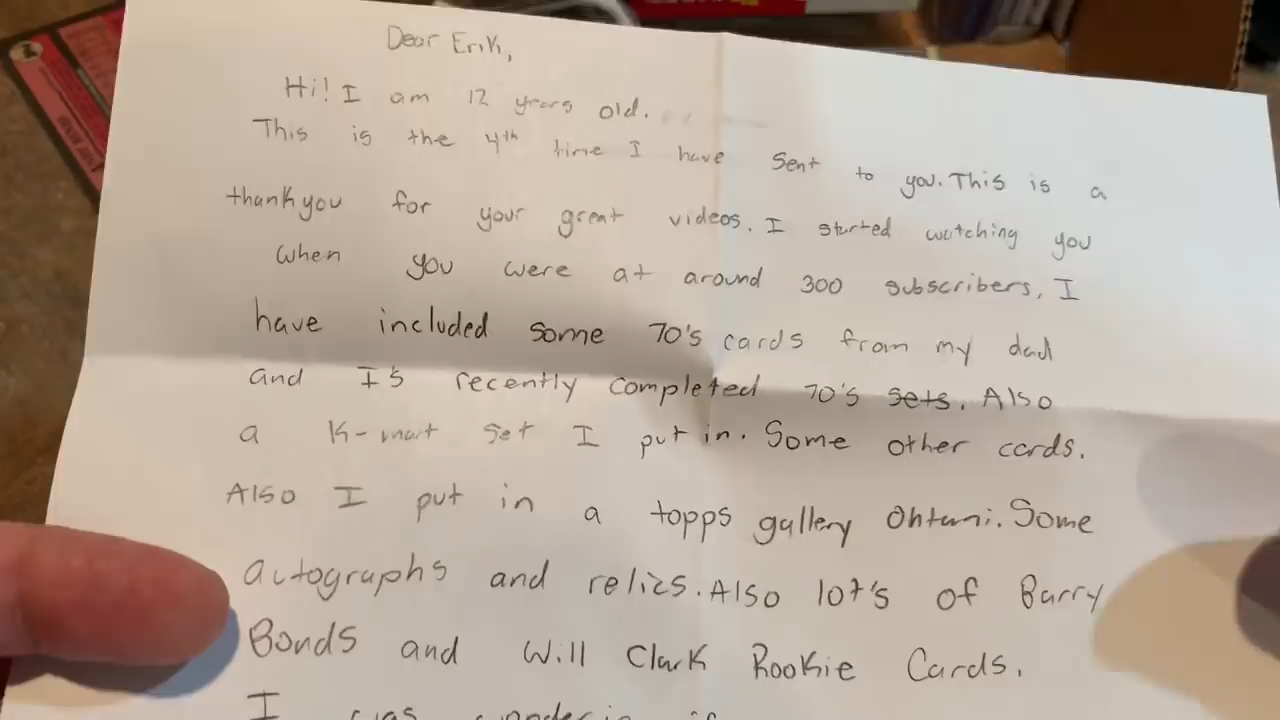 Dear Erik,
Hi! I am 12 years old.
This is the 4th time I have sent to you. This is a
thankyou for your great videos. I started watching you
when you were at around 300 subscribers, I
have included some 70's cards from my dad
and I's recently completed 70's sets. Also
a K-mart set I put in. Some other cards.
Also I put in a topps gallery Ohtani. Some
autographs and relics. Also lot's of Barry
Bonds and Will Clark Rookie Cards.
I was wonderin if